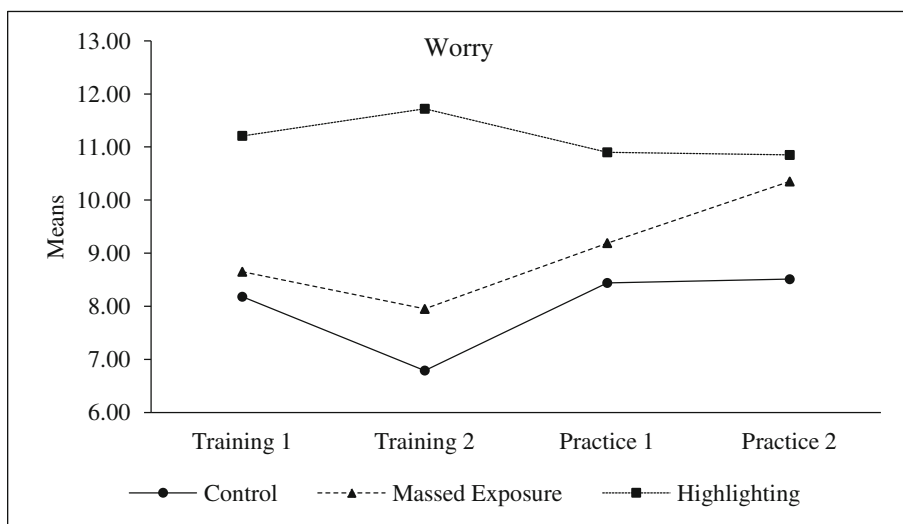 Worry
Means
13.00
12.00
11.00
10.00
9.00
8.00
7.00
6.00
Training 1 Training 2 Practice 1 Practice 2
Control Massed Exposure Highlighting